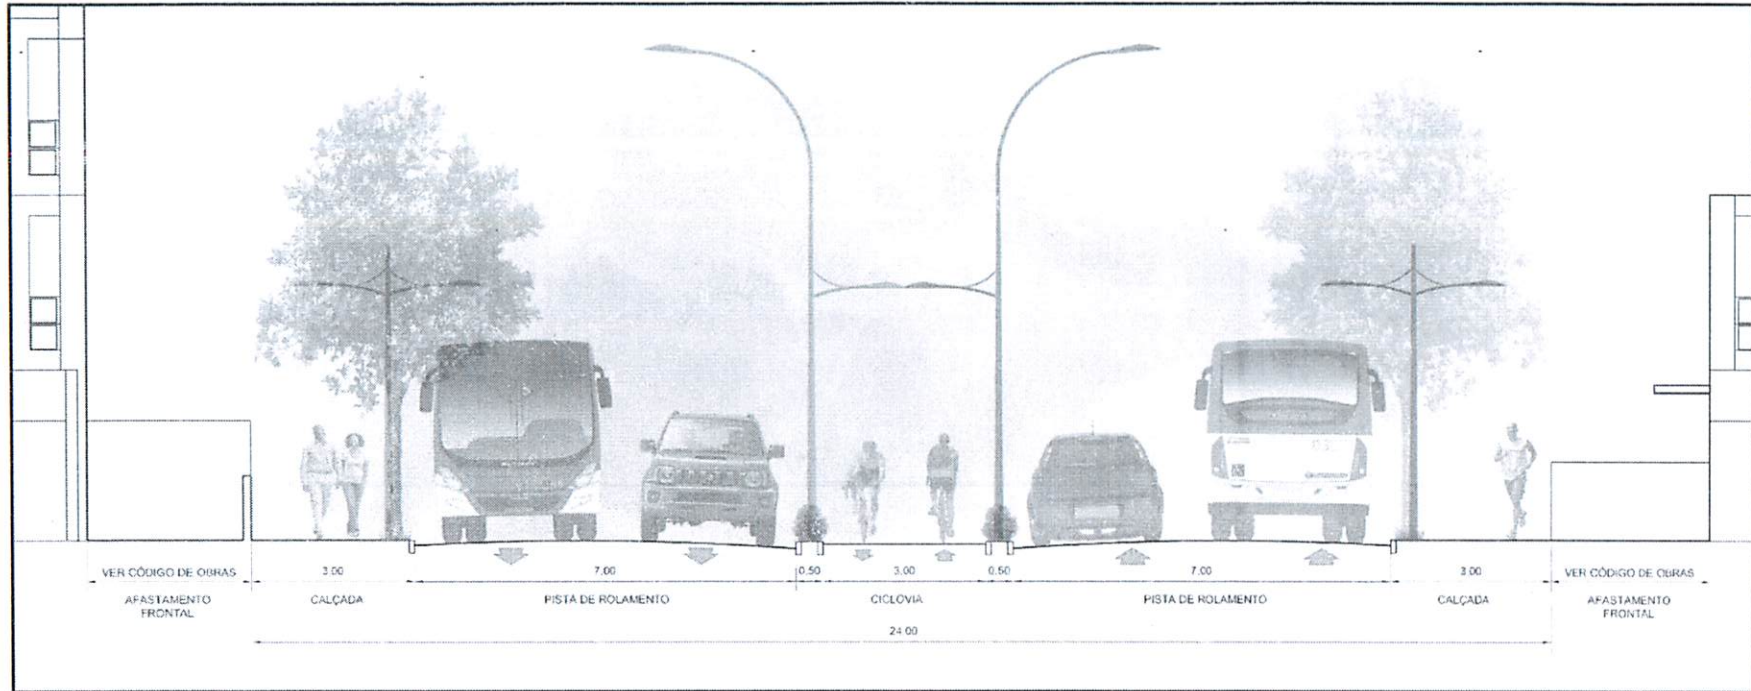 VER CÓDIGO DE OBRAS 3.00 7.00 0.50 3.00 0.50 7.00 3.00 VER CÓDIGO DE OBRAS
AFASTAMENTO FRONTAL CALÇADA PISTA DE ROLAMENTO CICLOVIA PISTA DE ROLAMENTO CALÇADA AFASTAMENTO FRONTAL
24.00